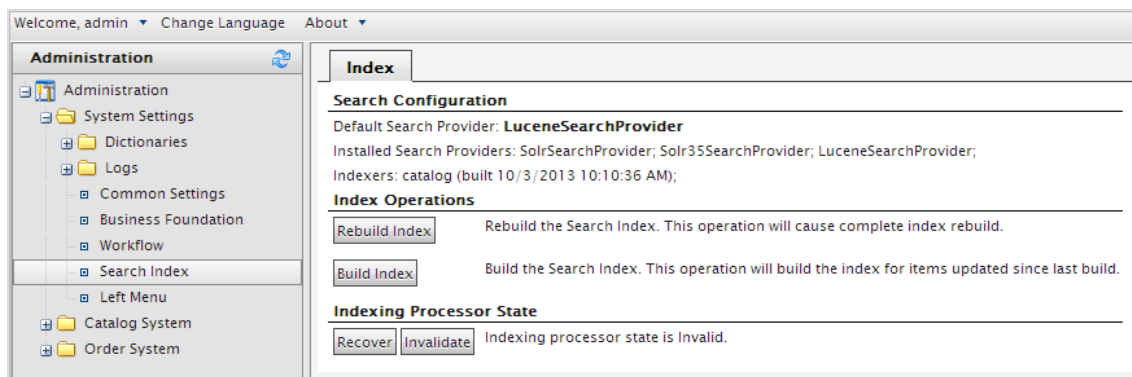 Welcome, admin Change Language About
Administration
Administration
System Settings
Dictionaries
Logs
Common Settings
Business Foundation
Workflow
Search Index
Left Menu
Catalog System
Order System
Index
Search Configuration
Default Search Provider: LuceneSearchProvider
Installed Search Providers: SolrSearchProvider; Solr35SearchProvider; LuceneSearchProvider;
Indexers: catalog (built 10/3/2013 10:10:36 AM);
Index Operations
Rebuild Index Rebuild the Search Index. This operation will cause complete index rebuild.
Build Index Build the Search Index. This operation will build the index for items updated since last build.
Indexing Processor State
Recover Invalidate Indexing processor state is Invalid.